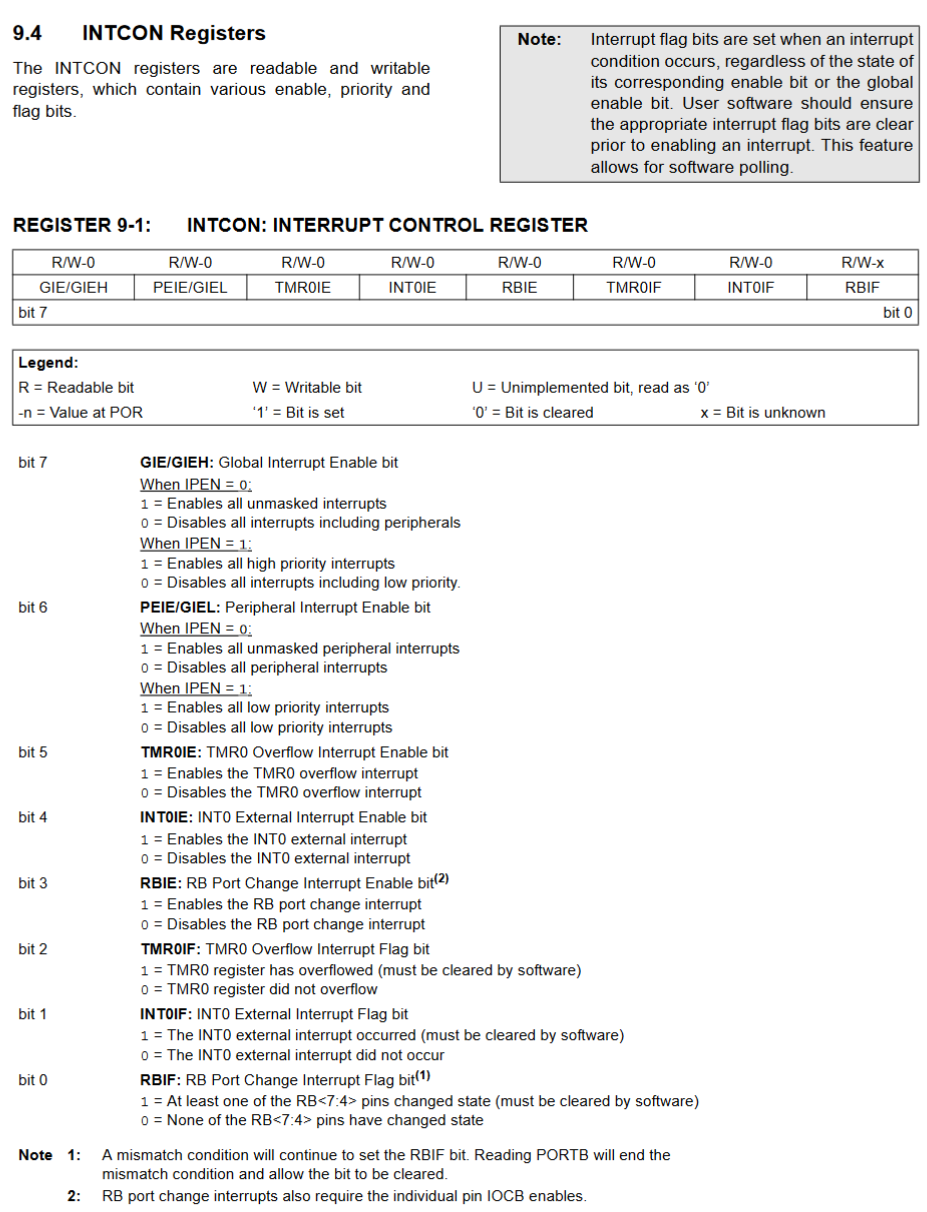 9.4 INTCON Registers
The INTCON registers are readable and writable
registers, which contain various enable, priority and
flag bits.
Note: Interrupt flag bits are set when an interrupt
condition occurs, regardless of the state of
its corresponding enable bit or the global
enable bit. User software should ensure
the appropriate interrupt flag bits are clear
prior to enabling an interrupt. This feature
allows for software polling.
REGISTER 9-1: INTCON: INTERRUPT CONTROL REGISTER
R/W-0 R/W-0 R/W-0 R/W-0 R/W-0 R/W-0 R/W-0 R/W-x
GIE/GIEH PEIE/GIEL TMR0IE INT0IE RBIE TMR0IF INT0IF RBIF
bit 7 bit 0
Legend:
R = Readable bit W = Writable bit U = Unimplemented bit, read as ‘0’
-n = Value at POR ‘1’ = Bit is set ‘0’ = Bit is cleared x = Bit is unknown
bit 7 GIE/GIEH: Global Interrupt Enable bit
When IPEN = 0:
1 = Enables all unmasked interrupts
0 = Disables all interrupts including peripherals
When IPEN = 1:
1 = Enables all high priority interrupts
0 = Disables all interrupts including low priority.
bit 6 PEIE/GIEL: Peripheral Interrupt Enable bit
When IPEN = 0:
1 = Enables all unmasked peripheral interrupts
0 = Disables all peripheral interrupts
When IPEN = 1:
1 = Enables all low priority interrupts
0 = Disables all low priority interrupts
bit 5 TMR0IE: TMR0 Overflow Interrupt Enable bit
1 = Enables the TMR0 overflow interrupt
0 = Disables the TMR0 overflow interrupt
bit 4 INT0IE: INT0 External Interrupt Enable bit
1 = Enables the INT0 external interrupt
0 = Disables the INT0 external interrupt
bit 3 RBIE: RB Port Change Interrupt Enable bit(2)
1 = Enables the RB port change interrupt
0 = Disables the RB port change interrupt
bit 2 TMR0IF: TMR0 Overflow Interrupt Flag bit
1 = TMR0 register has overflowed (must be cleared by software)
0 = TMR0 register did not overflow
bit 1 INT0IF: INT0 External Interrupt Flag bit
1 = The INT0 external interrupt occurred (must be cleared by software)
0 = The INT0 external interrupt did not occur
bit 0 RBIF: RB Port Change Interrupt Flag bit(1)
1 = At least one of the RB<7:4> pins changed state (must be cleared by software)
0 = None of the RB<7:4> pins have changed state
Note 1: A mismatch condition will continue to set the RBIF bit. Reading PORTB will end the
mismatch condition and allow the bit to be cleared.
2: RB port change interrupts also require the individual pin IOCB enables.